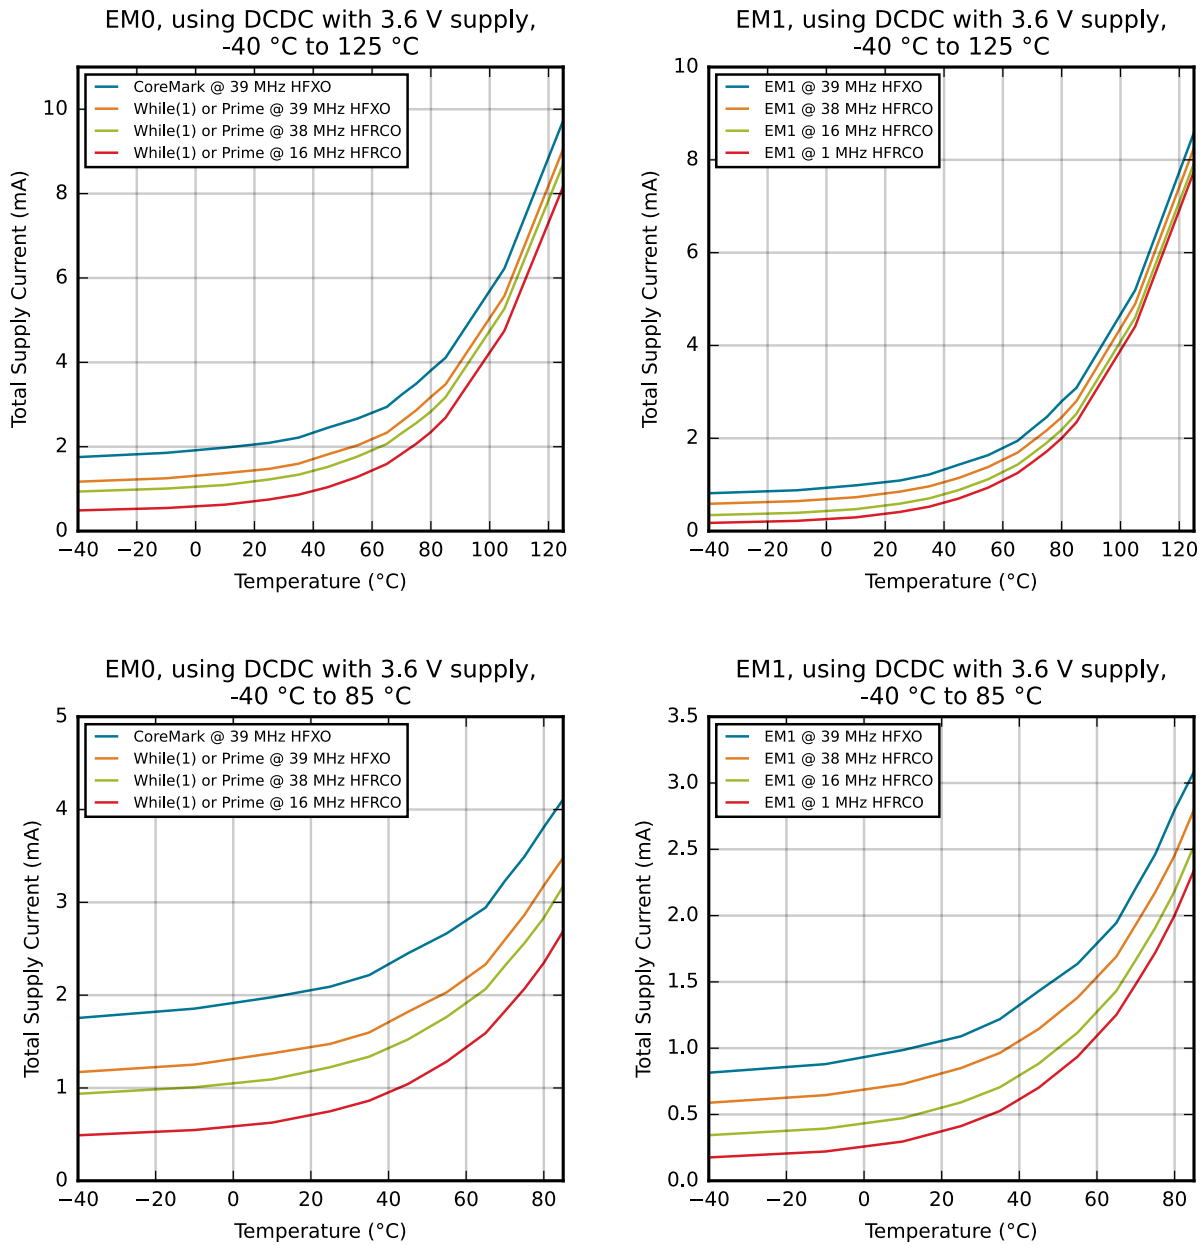 EM0, using DCDC with 3.6 V supply,
-40 °C to 125 °C
CoreMark @ 39 MHz HFXO
While(1) or Prime @ 39 MHz HFXO
While(1) or Prime @ 38 MHz HFRCO
While(1) or Prime @ 16 MHz HFRCO
Total Supply Current (mA)
10
8
6
4
2
0
−40 −20 0 20 40 60 80 100 120
Temperature (°C)
EM1, using DCDC with 3.6 V supply,
-40 °C to 125 °C
EM1 @ 39 MHz HFXO
EM1 @ 38 MHz HFRCO
EM1 @ 16 MHz HFRCO
EM1 @ 1 MHz HFRCO
Total Supply Current (mA)
10
8
6
4
2
0
−40 −20 0 20 40 60 80 100 120
Temperature (°C)
EM0, using DCDC with 3.6 V supply,
-40 °C to 85 °C
CoreMark @ 39 MHz HFXO
While(1) or Prime @ 39 MHz HFXO
While(1) or Prime @ 38 MHz HFRCO
While(1) or Prime @ 16 MHz HFRCO
Total Supply Current (mA)
5
4
3
2
1
0
−40 −20 0 20 40 60 80
Temperature (°C)
EM1, using DCDC with 3.6 V supply,
-40 °C to 85 °C
EM1 @ 39 MHz HFXO
EM1 @ 38 MHz HFRCO
EM1 @ 16 MHz HFRCO
EM1 @ 1 MHz HFRCO
Total Supply Current (mA)
3.5
3.0
2.5
2.0
1.5
1.0
0.5
0.0
−40 −20 0 20 40 60 80
Temperature (°C)